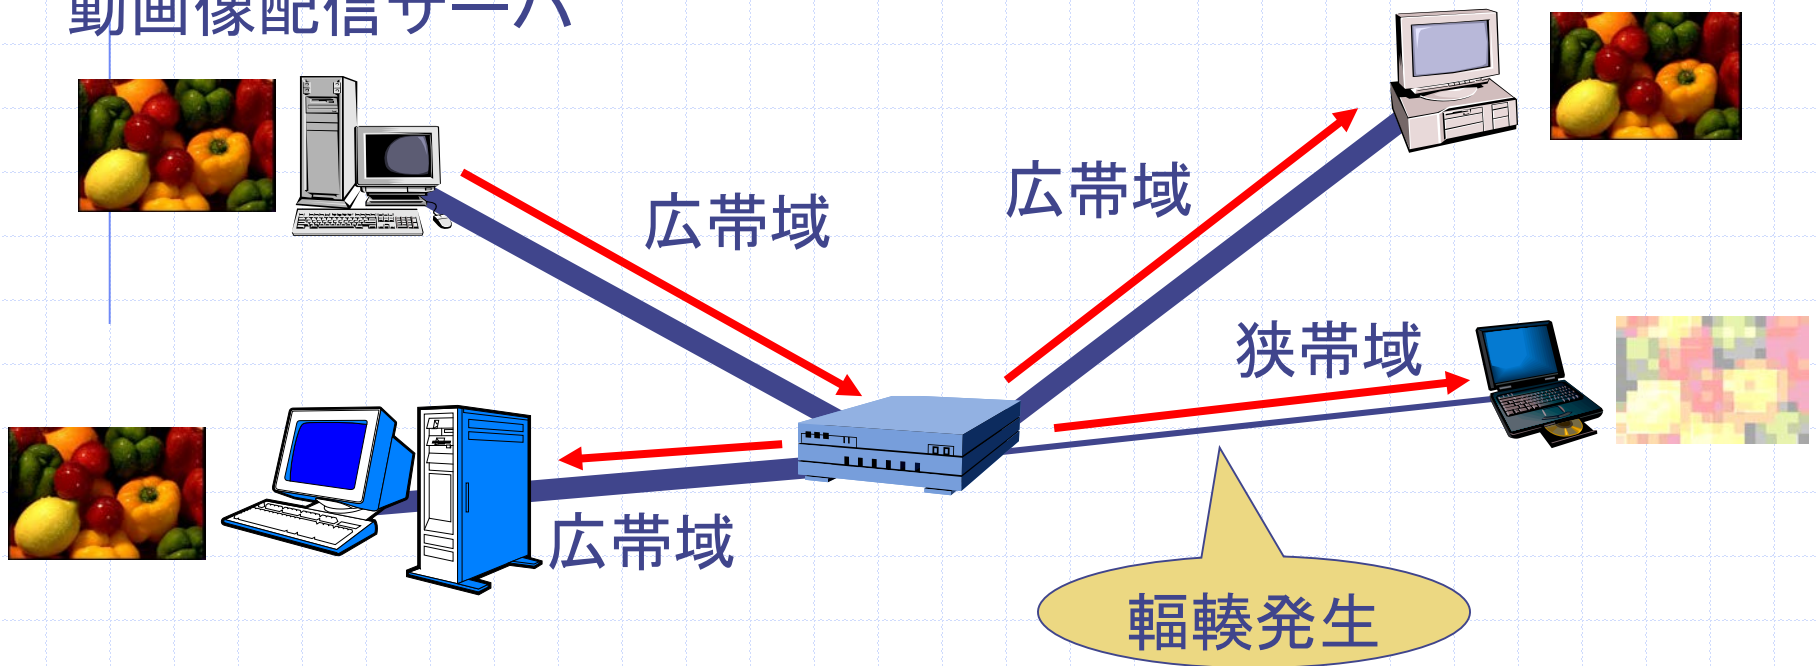 動画像配信サーバ
広帯域
広帯域
狭帯域
広帯域
輻輳発生